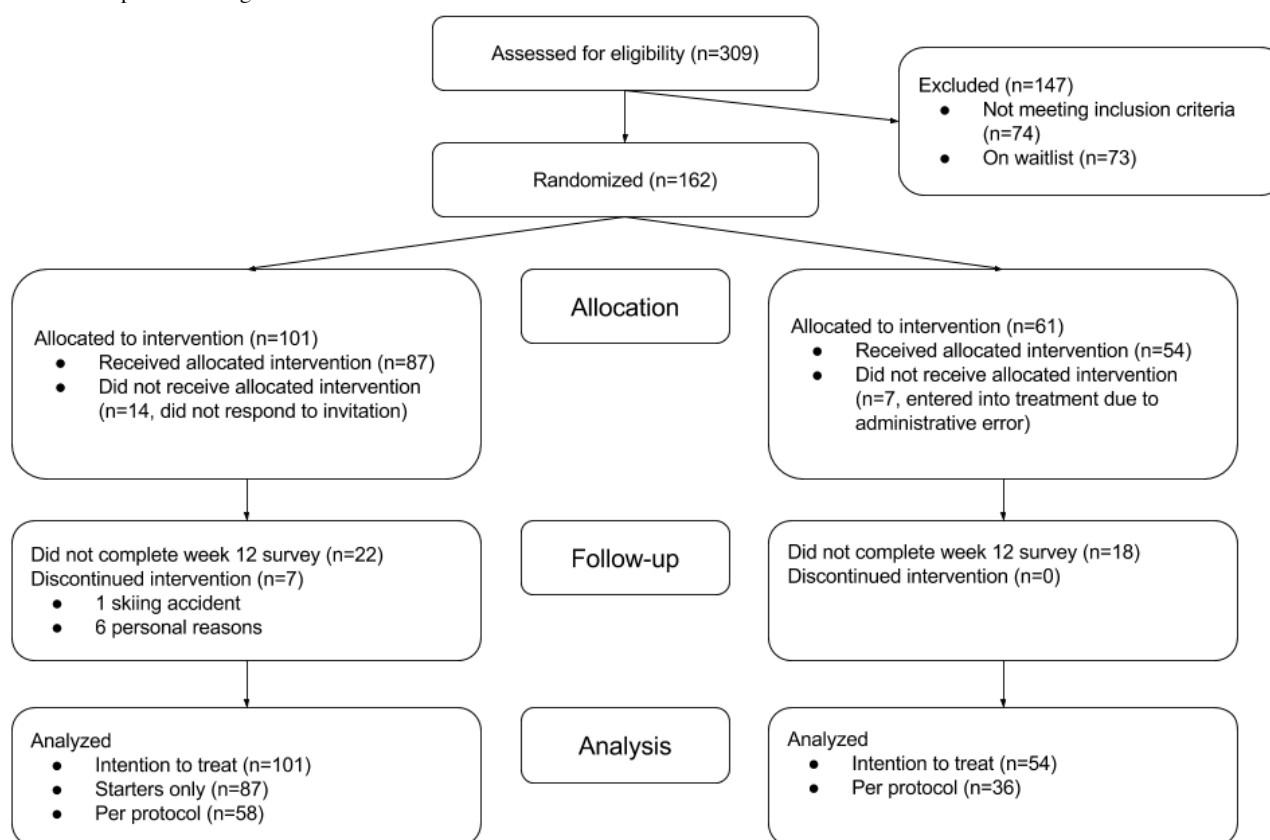 Assessed for eligibility (n=309)
Excluded (n=147)
● Not meeting inclusion criteria
(n=74)
● On waitlist (n=73)
Randomized (n=162)
Allocation
Allocated to intervention (n=101)
● Received allocated intervention (n=87)
● Did not receive allocated intervention
(n=14, did not respond to invitation)
Allocated to intervention (n=61)
● Received allocated intervention (n=54)
● Did not receive allocated intervention
(n=7, entered into treatment due to
administrative error)
Follow-up
Did not complete week 12 survey (n=22)
Discontinued intervention (n=7)
● 1 skiing accident
● 6 personal reasons
Did not complete week 12 survey (n=18)
Discontinued intervention (n=0)
Analysis
Analyzed
● Intention to treat (n=101)
● Starters only (n=87)
● Per protocol (n=58)
Analyzed
● Intention to treat (n=54)
● Per protocol (n=36)